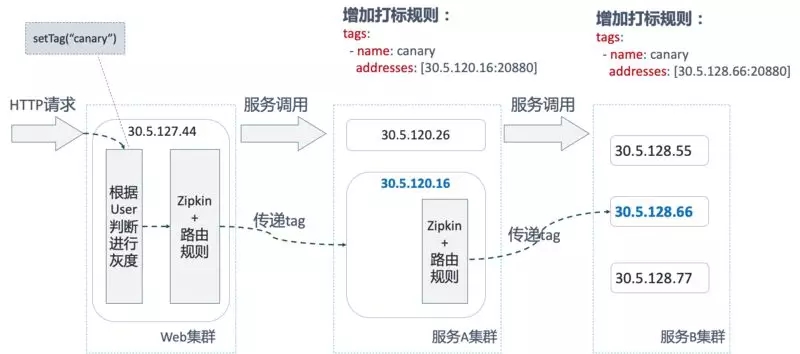 setTag(“canary”)
增加打标规则：
tags:
- name: canary
addresses: [30.5.120.16:20880]
增加打标规则：
tags:
- name: canary
addresses: [30.5.128.66:20880]
HTTP请求
服务调用
服务调用
30.5.127.44
根据
User
判断
进行
灰度
Zipkin
+
路由
规则
Web集群
传递tag
30.5.120.26
30.5.120.16
Zipkin
+
路由
规则
服务A集群
传递tag
30.5.128.55
30.5.128.66
30.5.128.77
服务B集群